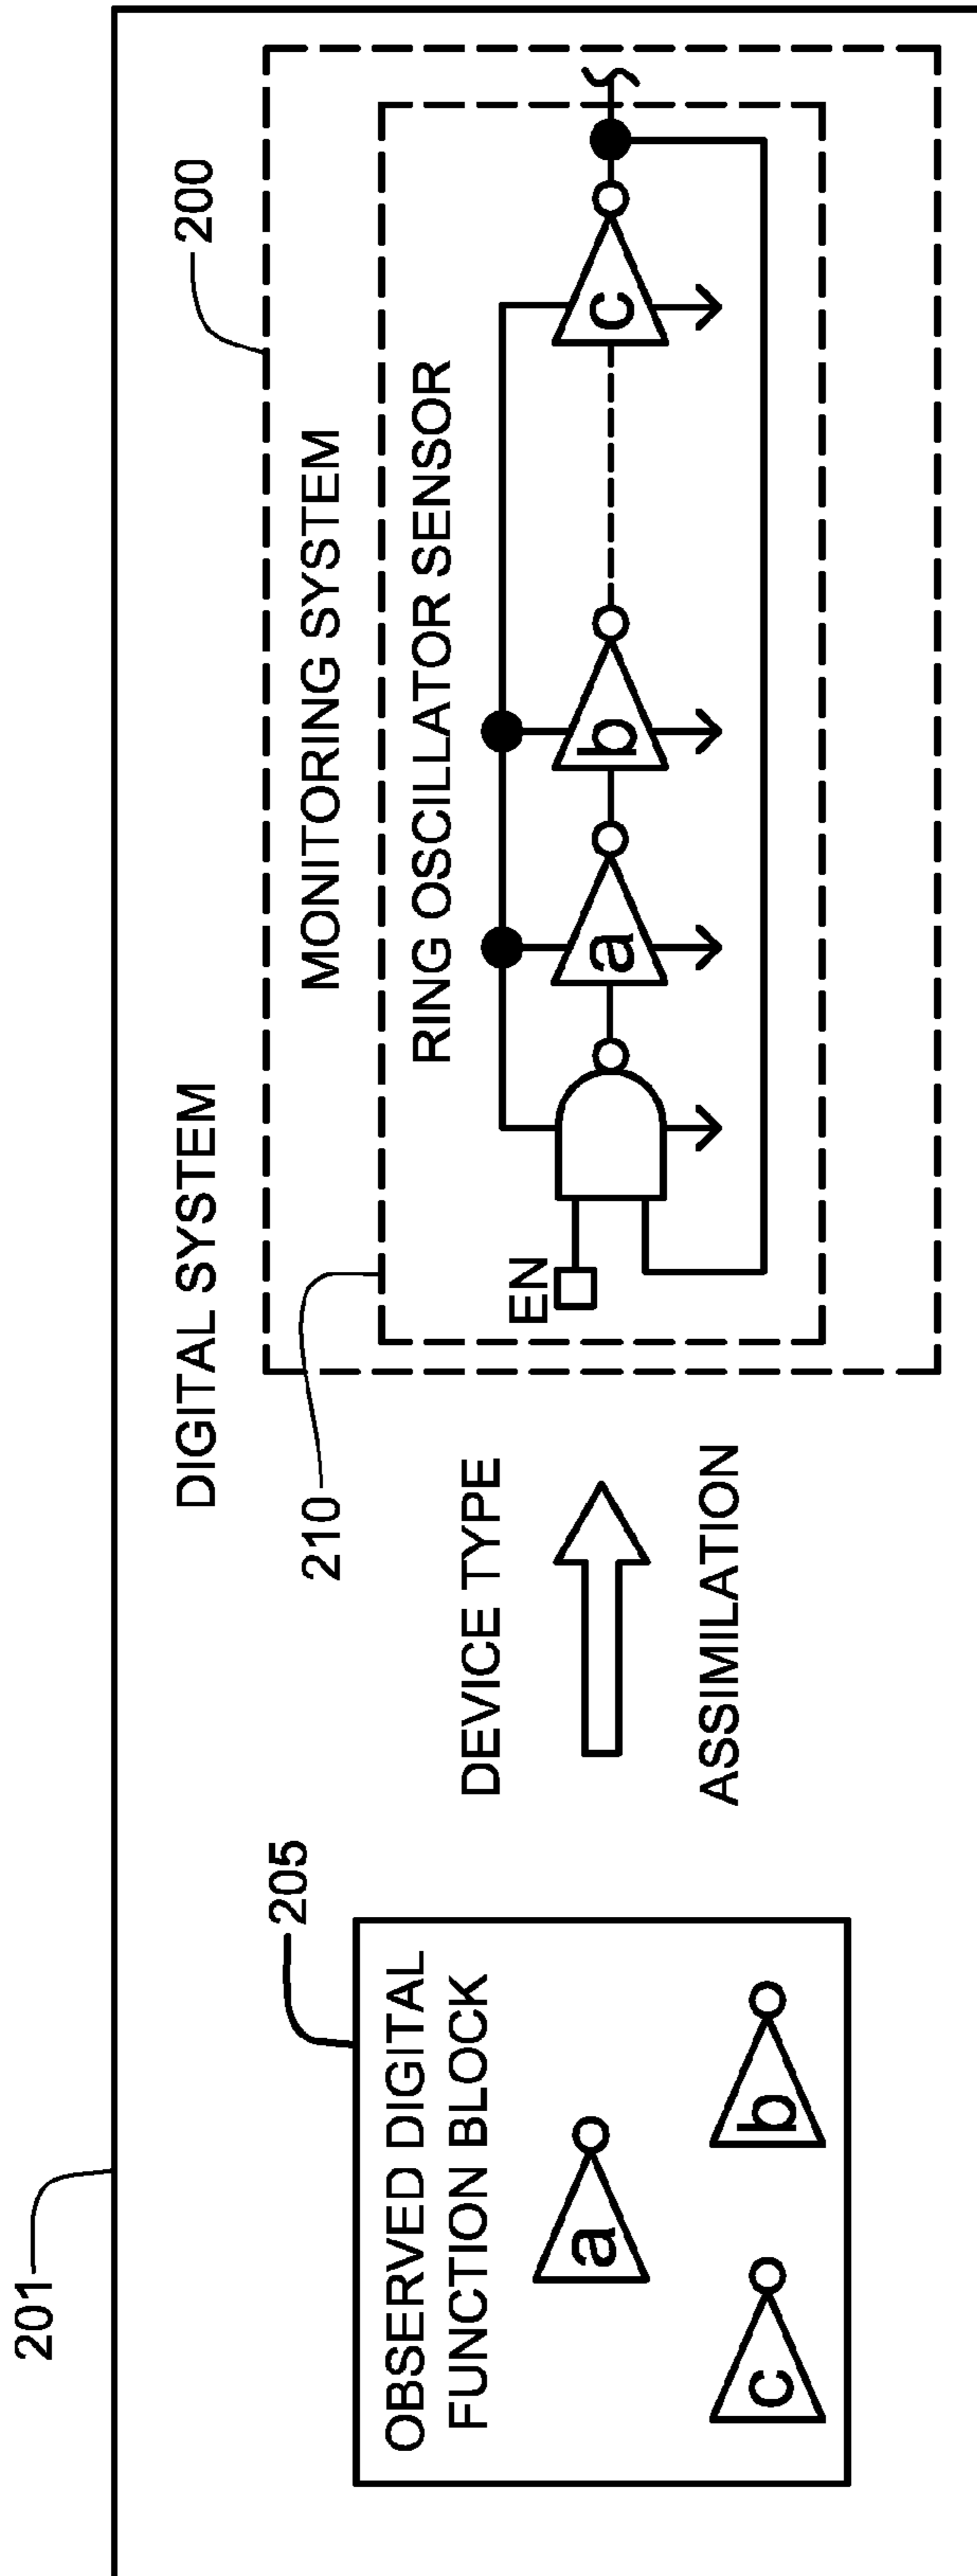 201
DIGITAL SYSTEM
200
205
OBSERVED DIGITAL
FUNCTION BLOCK
a
c
b
DEVICE TYPE
ASSIMILATION
210
MONITORING SYSTEM
RING OSCILLATOR SENSOR
EN
a
b
c